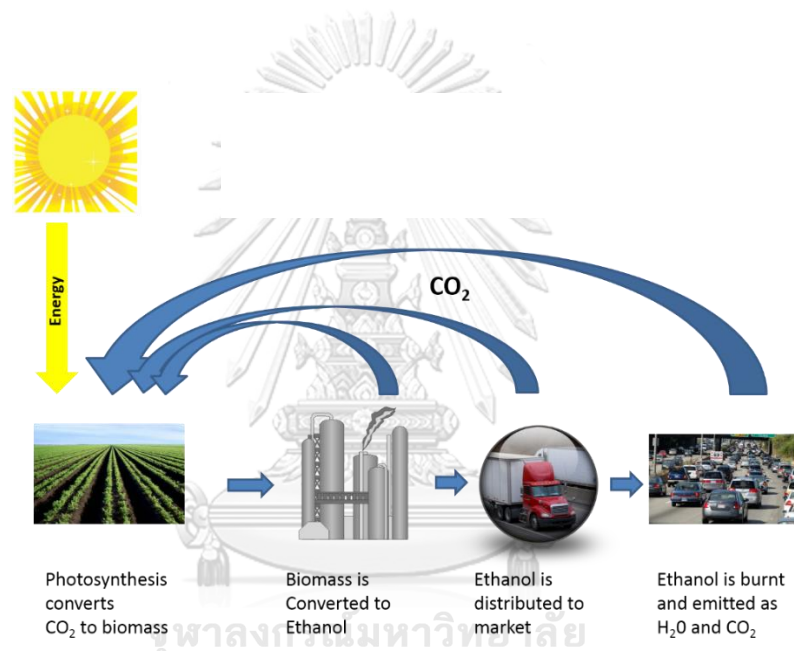 Energy
CO₂
Photosynthesis
converts
CO₂ to biomass
Biomass is
Converted to
Ethanol
Ethanol is
distributed to
market
Ethanol is burnt
and emitted as
H₂0 and CO₂
จุฬาลงกรณ์มหาวิทยาลัย